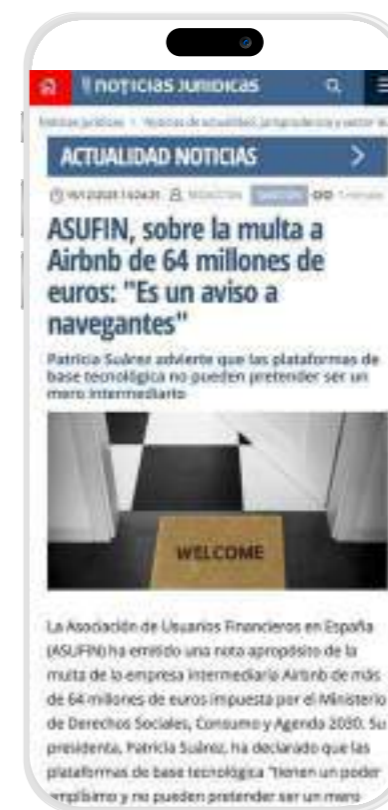 noticias jurídicas
ACTUALIDAD NOTICIAS
ASUFIN, sobre la multa a
Airbnb de 64 millones de
euros: "Es un aviso a
navegantes"
Patricia Suárez advierte que las plataformas de
base tecnológica no pueden pretender ser un
mero intermediario
WELCOME
La Asociación de Usuarios Financieros en España
(ASUFIN) ha emitido una nota apropósito de la
multa de la empresa intermediaria Airbnb de más
de 64 millones de euros impuesta por el Ministerio
de Derechos Sociales, Consumo y Agenda 2030. Su
presidenta, Patricia Suárez, ha declarado que las
plataformas de base tecnológica "tienen un poder
amplísimo y no pueden pretender ser un mero